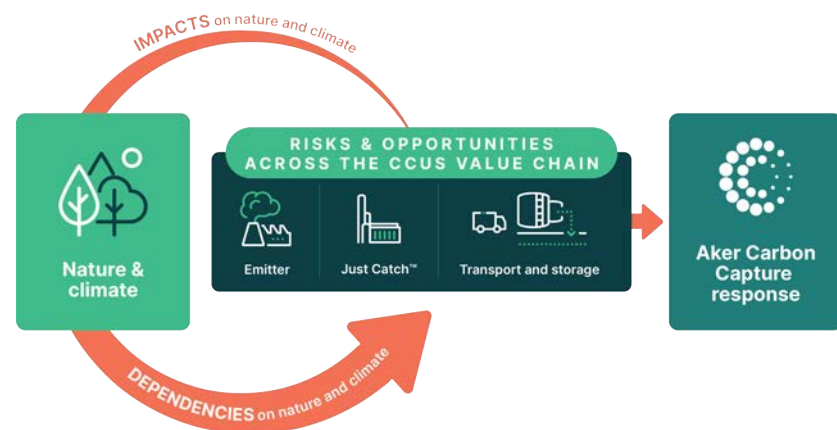 IMPACTS on nature and climate
RISKS & OPPORTUNITIES
ACROSS THE CCUS VALUE CHAIN
Nature &
climate
Emitter
Just Catch™
Transport and storage
Aker Carbon
Capture
response
DEPENDENCIES on nature and climate